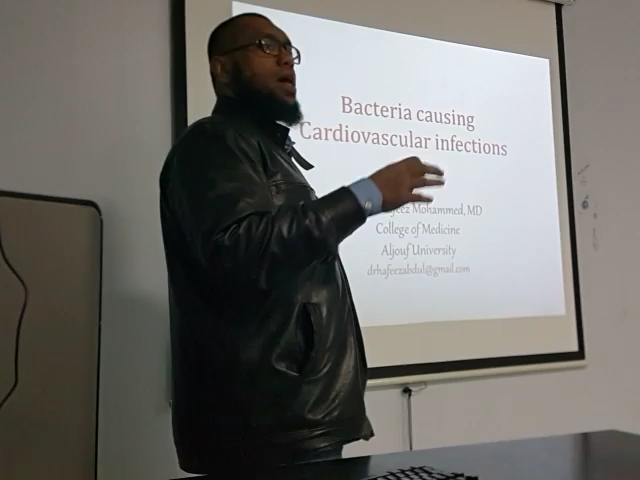 Bacteria causing
Cardiovascular infections
Mohammed, MD
College of Medicine
Aljouf University
drhafeezabdul@gmail.com